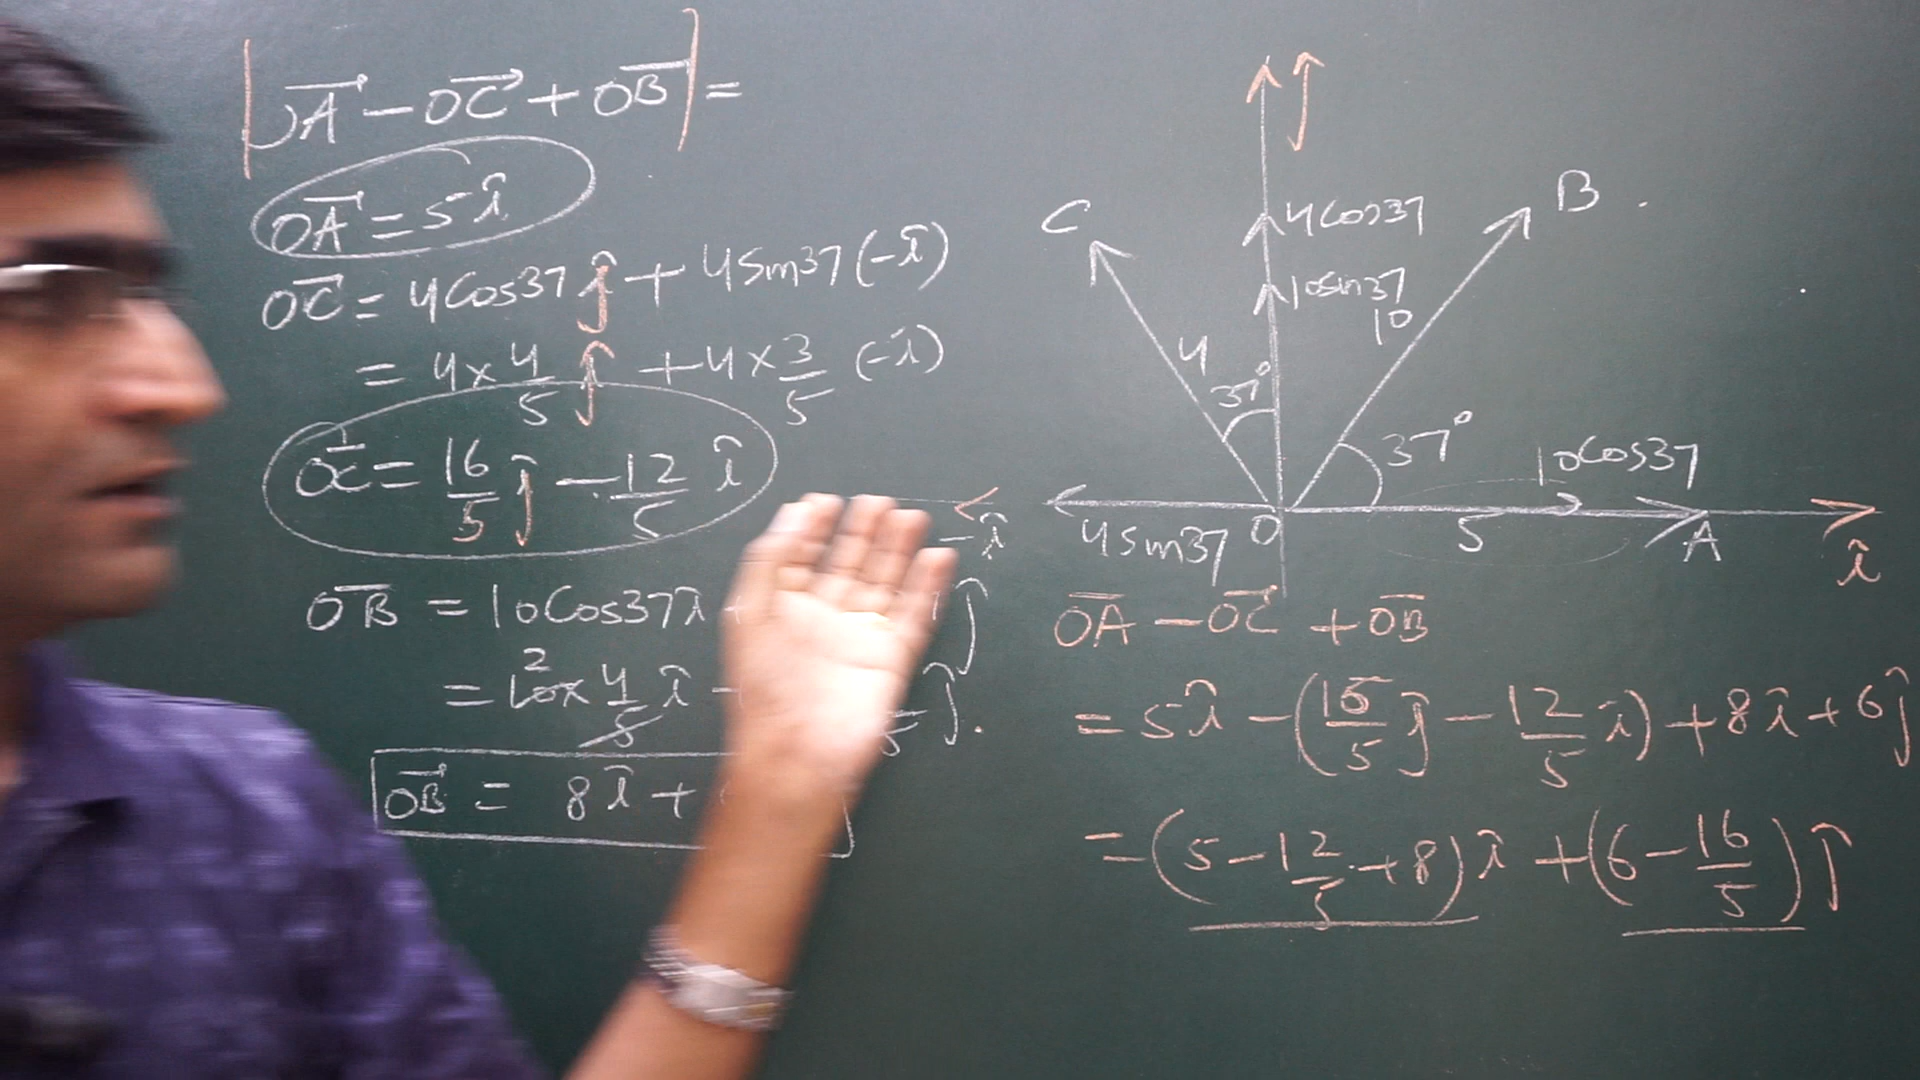 |OA⃗ − OC⃗ + OB⃗| =
OA⃗ = 5î
OC⃗ = 4Cos37 ĵ + 4Sin37 (−î)
= 4×4/5 ĵ + 4×3/5 (−î)
OC⃗ = 16/5 ĵ − 12/5 î
OB⃗ = 10Cos37 î + ĵ
= 10×4/5 î ĵ.
2
OB⃗ = 8î +
ĵ
C
4Cos37
B
10Sin37
10
4
37°
37°
10Cos37
−î
4Sin37
O
5
A
î
OA⃗ − OC⃗ + OB⃗
= 5î − (16/5 ĵ − 12/5 î) + 8î + 6ĵ
= (5 − 12/5 + 8)î + (6 − 16/5)ĵ